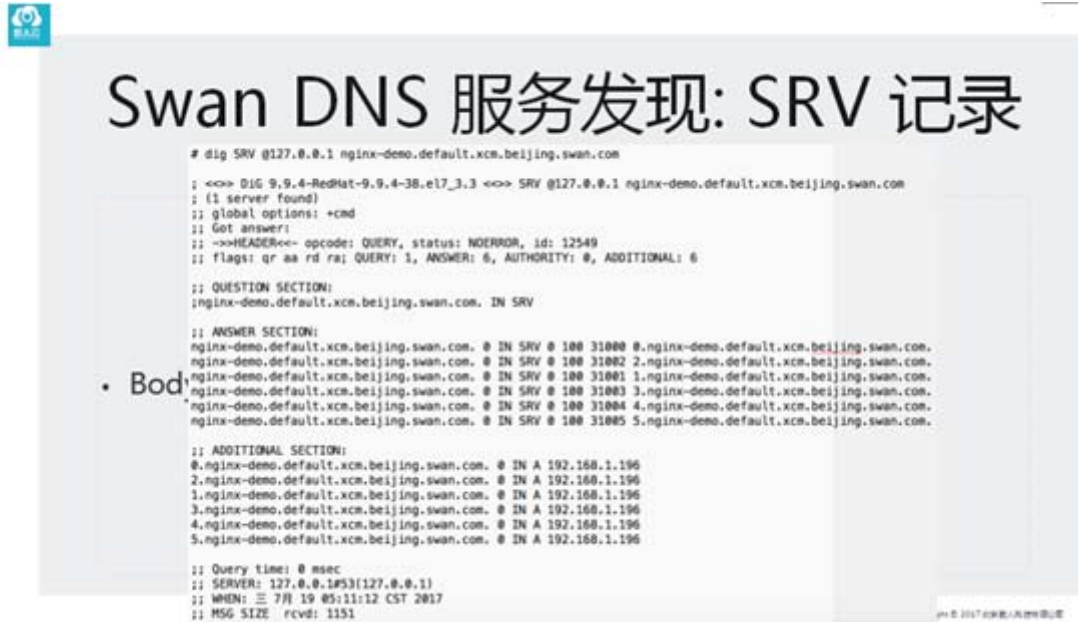 数人云
Swan DNS 服务发现: SRV 记录
# dig SRV @127.0.0.1 nginx-demo.default.xcm.beijing.swan.com
; <<>> DiG 9.9.4-RedHat-9.9.4-38.el7_3.3 <<>> SRV @127.0.0.1 nginx-demo.default.xcm.beijing.swan.com
; (1 server found)
;; global options: +cmd
;; Got answer:
;; ->>HEADER<<- opcode: QUERY, status: NOERROR, id: 12549
;; flags: qr aa rd ra; QUERY: 1, ANSWER: 6, AUTHORITY: 0, ADDITIONAL: 6
;; QUESTION SECTION:
;nginx-demo.default.xcm.beijing.swan.com. IN SRV
;; ANSWER SECTION:
nginx-demo.default.xcm.beijing.swan.com. 0 IN SRV 0 100 31000 0.nginx-demo.default.xcm.beijing.swan.com.
nginx-demo.default.xcm.beijing.swan.com. 0 IN SRV 0 100 31002 2.nginx-demo.default.xcm.beijing.swan.com.
nginx-demo.default.xcm.beijing.swan.com. 0 IN SRV 0 100 31001 1.nginx-demo.default.xcm.beijing.swan.com.
• Body
nginx-demo.default.xcm.beijing.swan.com. 0 IN SRV 0 100 31003 3.nginx-demo.default.xcm.beijing.swan.com.
nginx-demo.default.xcm.beijing.swan.com. 0 IN SRV 0 100 31004 4.nginx-demo.default.xcm.beijing.swan.com.
nginx-demo.default.xcm.beijing.swan.com. 0 IN SRV 0 100 31005 5.nginx-demo.default.xcm.beijing.swan.com.
;; ADDITIONAL SECTION:
0.nginx-demo.default.xcm.beijing.swan.com. 0 IN A 192.168.1.196
2.nginx-demo.default.xcm.beijing.swan.com. 0 IN A 192.168.1.196
1.nginx-demo.default.xcm.beijing.swan.com. 0 IN A 192.168.1.196
3.nginx-demo.default.xcm.beijing.swan.com. 0 IN A 192.168.1.196
4.nginx-demo.default.xcm.beijing.swan.com. 0 IN A 192.168.1.196
5.nginx-demo.default.xcm.beijing.swan.com. 0 IN A 192.168.1.196
;; Query time: 0 msec
;; SERVER: 127.0.0.1#53(127.0.0.1)
;; WHEN: 三 7月 19 05:11:12 CST 2017
;; MSG SIZE rcvd: 1151
© 2017